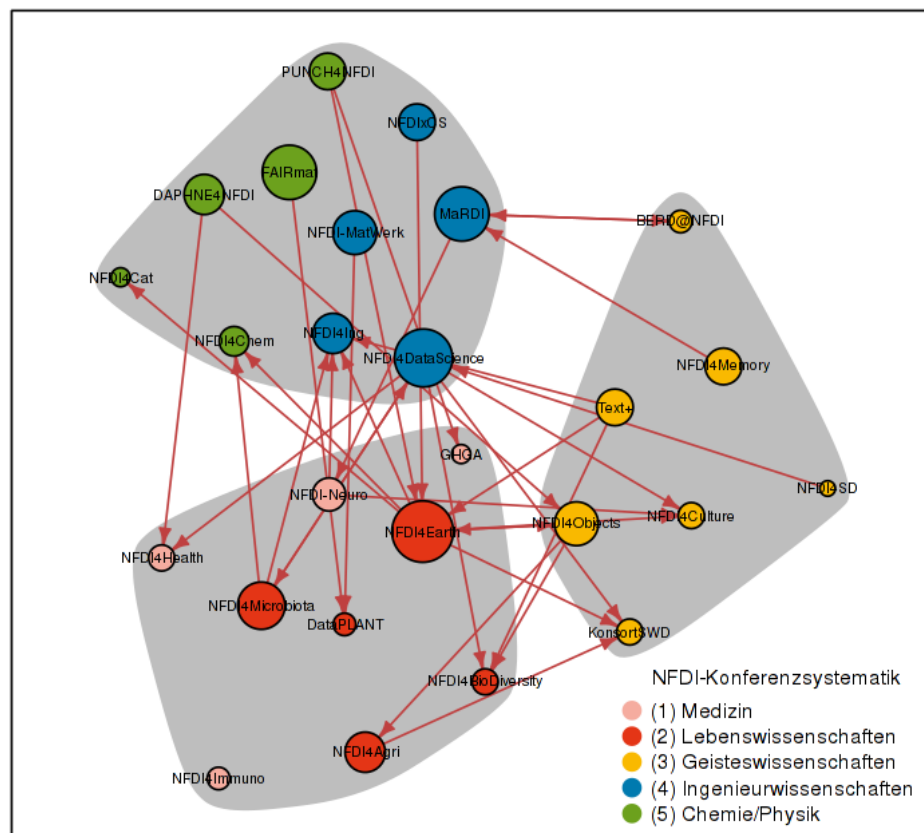 PUNCH4NFDI
NFDIxCS
FAIRmat
DAPHNE4NFDI
MaRDI
BERD@NFDI
NFDI-MatWerk
NFDI4Cat
NFDI4Ing
NFDI4Chem
NFDI4DataScience
NFDI4Memory
Text+
GHGA
NFDI4SD
NFDI-Neuro
NFDI4Culture
NFDI4Objects
NFDI4Earth
NFDI4Health
NFDI4Microbiota
DataPLANT
KonsortSWD
NFDI4BioDiversity
NFDI4Agri
NFDI4Immuno
NFDI-Konferenzsystematik
(1) Medizin
(2) Lebenswissenschaften
(3) Geisteswissenschaften
(4) Ingenieurwissenschaften
(5) Chemie/Physik